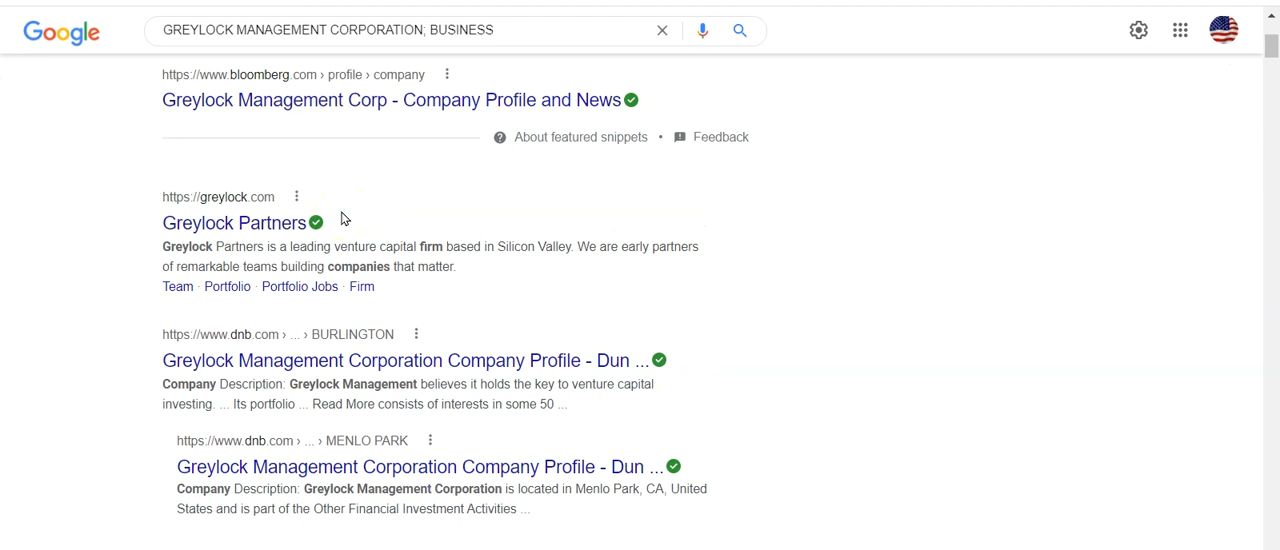 Google
GREYLOCK MANAGEMENT CORPORATION; BUSINESS
https://www.bloomberg.com › profile › company
Greylock Management Corp - Company Profile and News
About featured snippets • Feedback
https://greylock.com
Greylock Partners
Greylock Partners is a leading venture capital firm based in Silicon Valley. We are early partners
of remarkable teams building companies that matter.
Team · Portfolio · Portfolio Jobs · Firm
https://www.dnb.com › ... › BURLINGTON
Greylock Management Corporation Company Profile - Dun ...
Company Description: Greylock Management believes it holds the key to venture capital
investing. ... Its portfolio ... Read More consists of interests in some 50 ...
https://www.dnb.com › ... › MENLO PARK
Greylock Management Corporation Company Profile - Dun ...
Company Description: Greylock Management Corporation is located in Menlo Park, CA, United
States and is part of the Other Financial Investment Activities ...